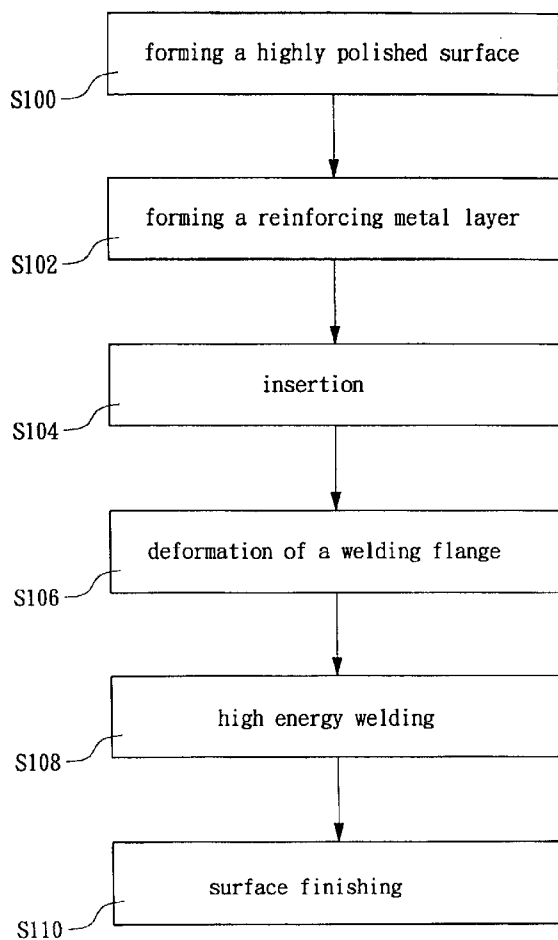 forming a highly polished surface
S100
forming a reinforcing metal layer
S102
insertion
S104
deformation of a welding flange
S106
high energy welding
S108
surface finishing
S110